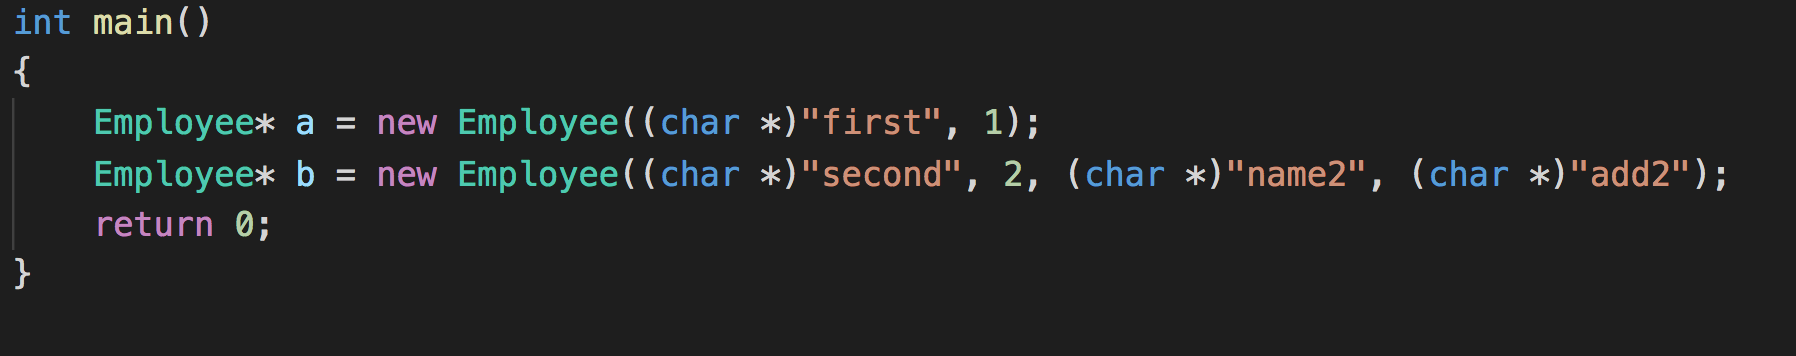 int main()
{
    Employee* a = new Employee((char *)"first", 1);
    Employee* b = new Employee((char *)"second", 2, (char *)"name2", (char *)"add2");
    return 0;
}